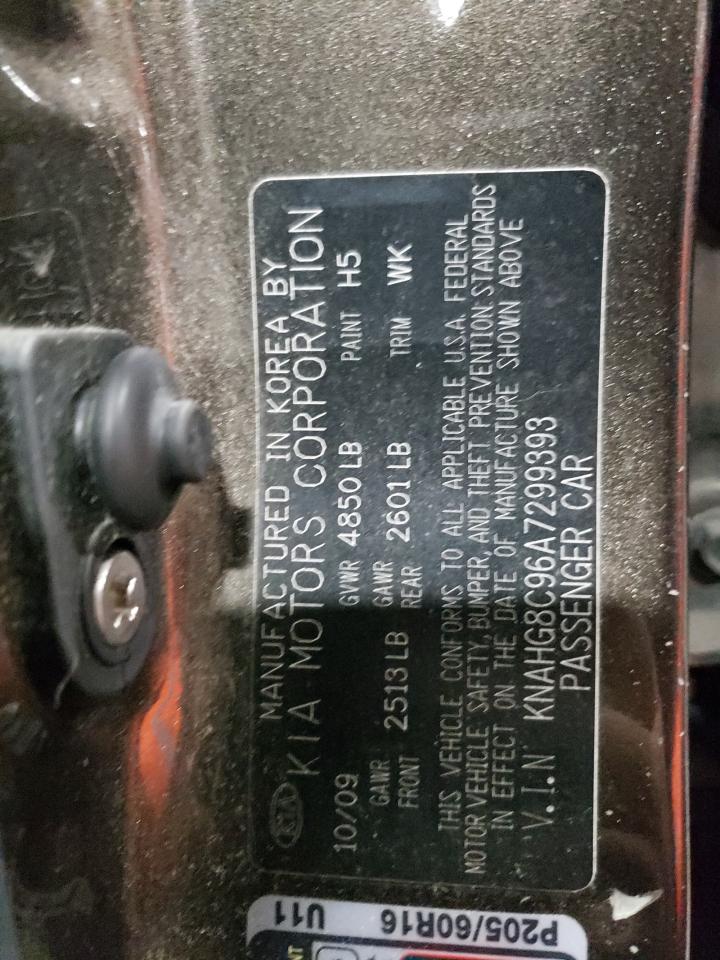 KIA
MANUFACTURED IN KOREA BY
KIA MOTORS CORPORATION
10/09 GVWR 4850 LB PAINT H5
GAWR FRONT 2513 LB GAWR REAR 2601 LB TRIM WK
THIS VEHICLE CONFORMS TO ALL APPLICABLE U.S.A. FEDERAL
MOTOR VEHICLE SAFETY, BUMPER, AND THEFT PREVENTION STANDARDS
IN EFFECT ON THE DATE OF MANUFACTURE SHOWN ABOVE
V.I.N KNAHG8C96A7299393
PASSENGER CAR
P205/60R16
U11